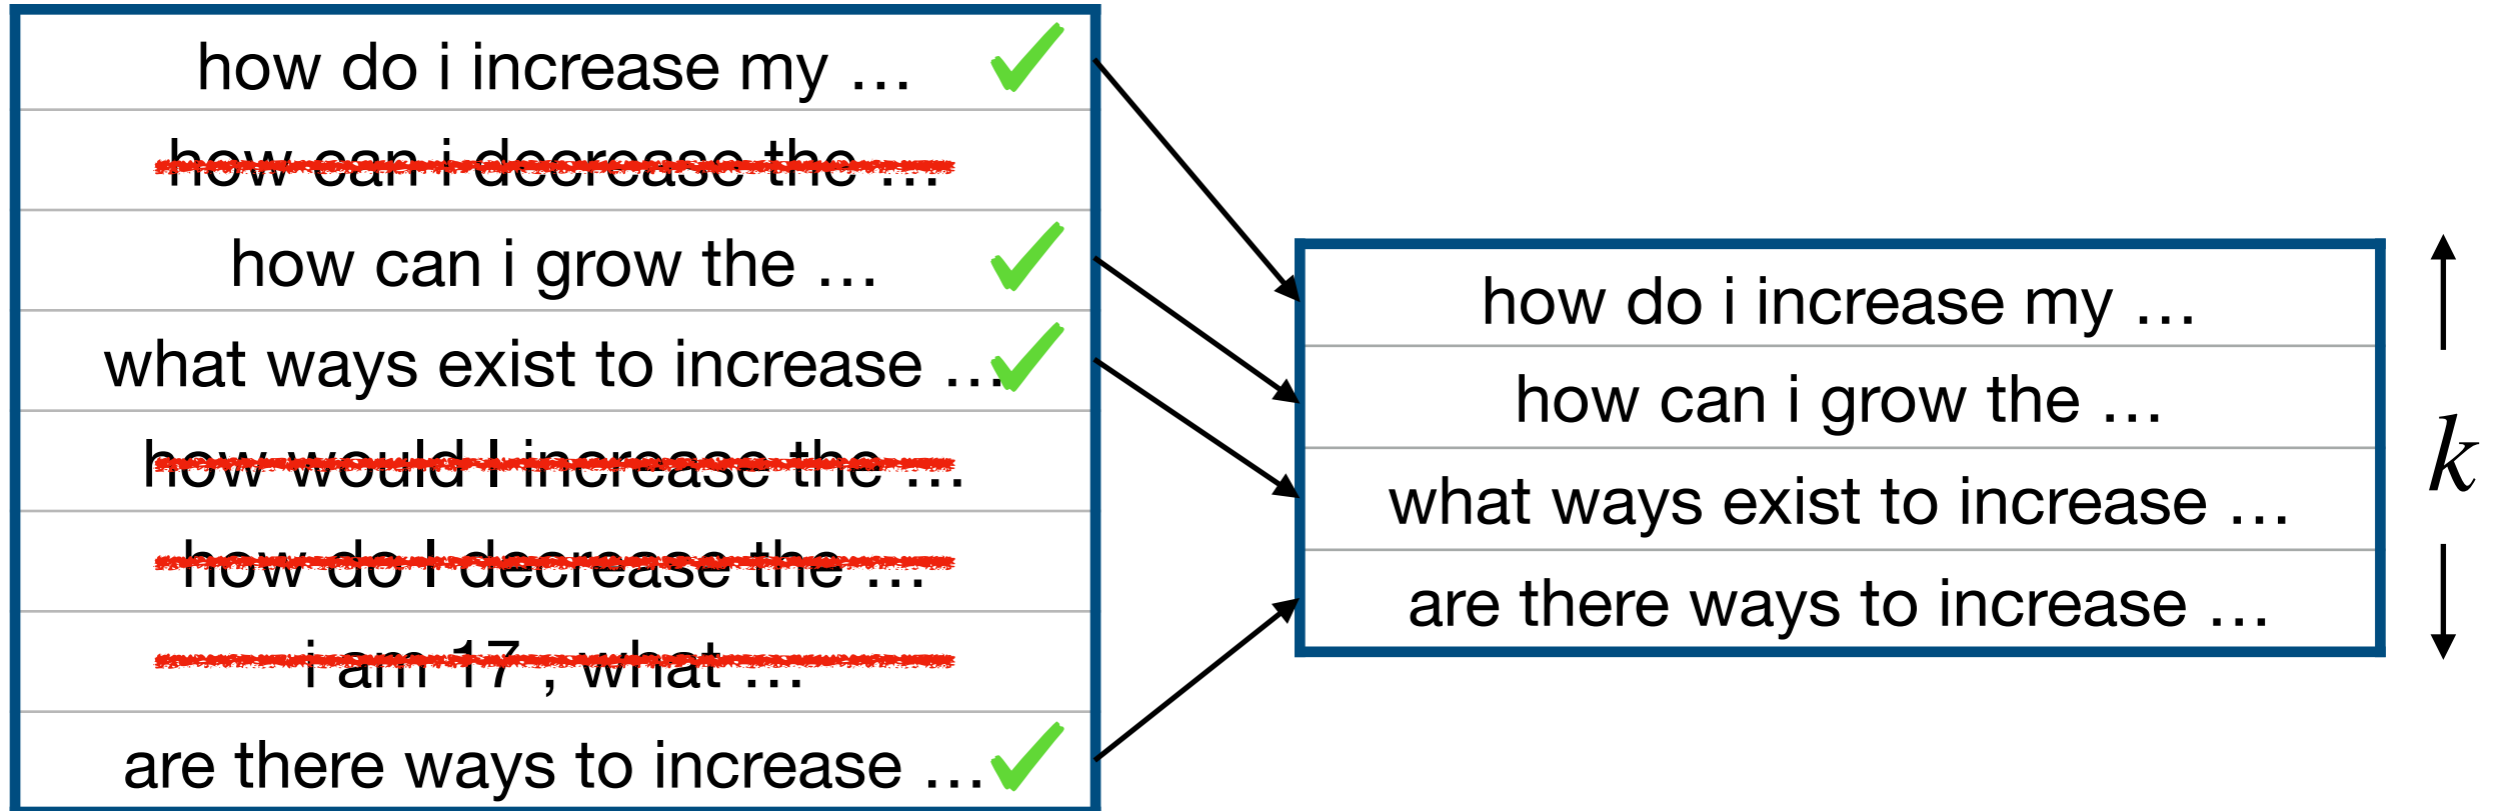 how do i increase my ...
how can i decrease the ...
how can i grow the ...
what ways exist to increase ...
how would I increase the ...
how do I decrease the ...
i am 17 , what ...
are there ways to increase ...
how do i increase my ...
how can i grow the ...
what ways exist to increase ...
are there ways to increase ...
k